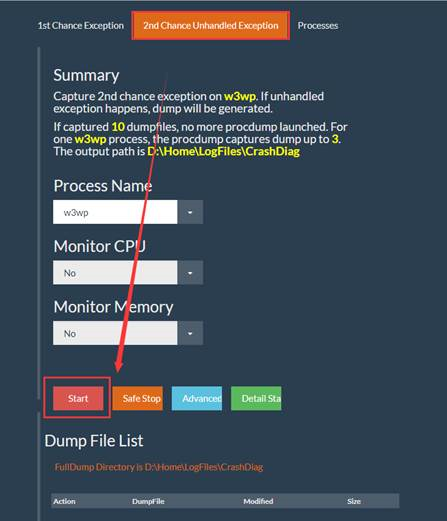 1st Chance Exception 2nd Chance Unhandled Exception Processes
Summary
Capture 2nd chance exception on w3wp. If unhandled
exception happens, dump will be generated.
If captured 10 dumpfiles, no more procdump launched. For
one w3wp process, the procdump captures dump up to 3.
The output path is D:\Home\LogFiles\CrashDiag
Process Name
w3wp
Monitor CPU
No
Monitor Memory
No
Start Safe Stop Advanced Detail Sta
Dump File List
FullDump Directory is D:\Home\LogFiles\CrashDiag
Action DumpFile Modified Size